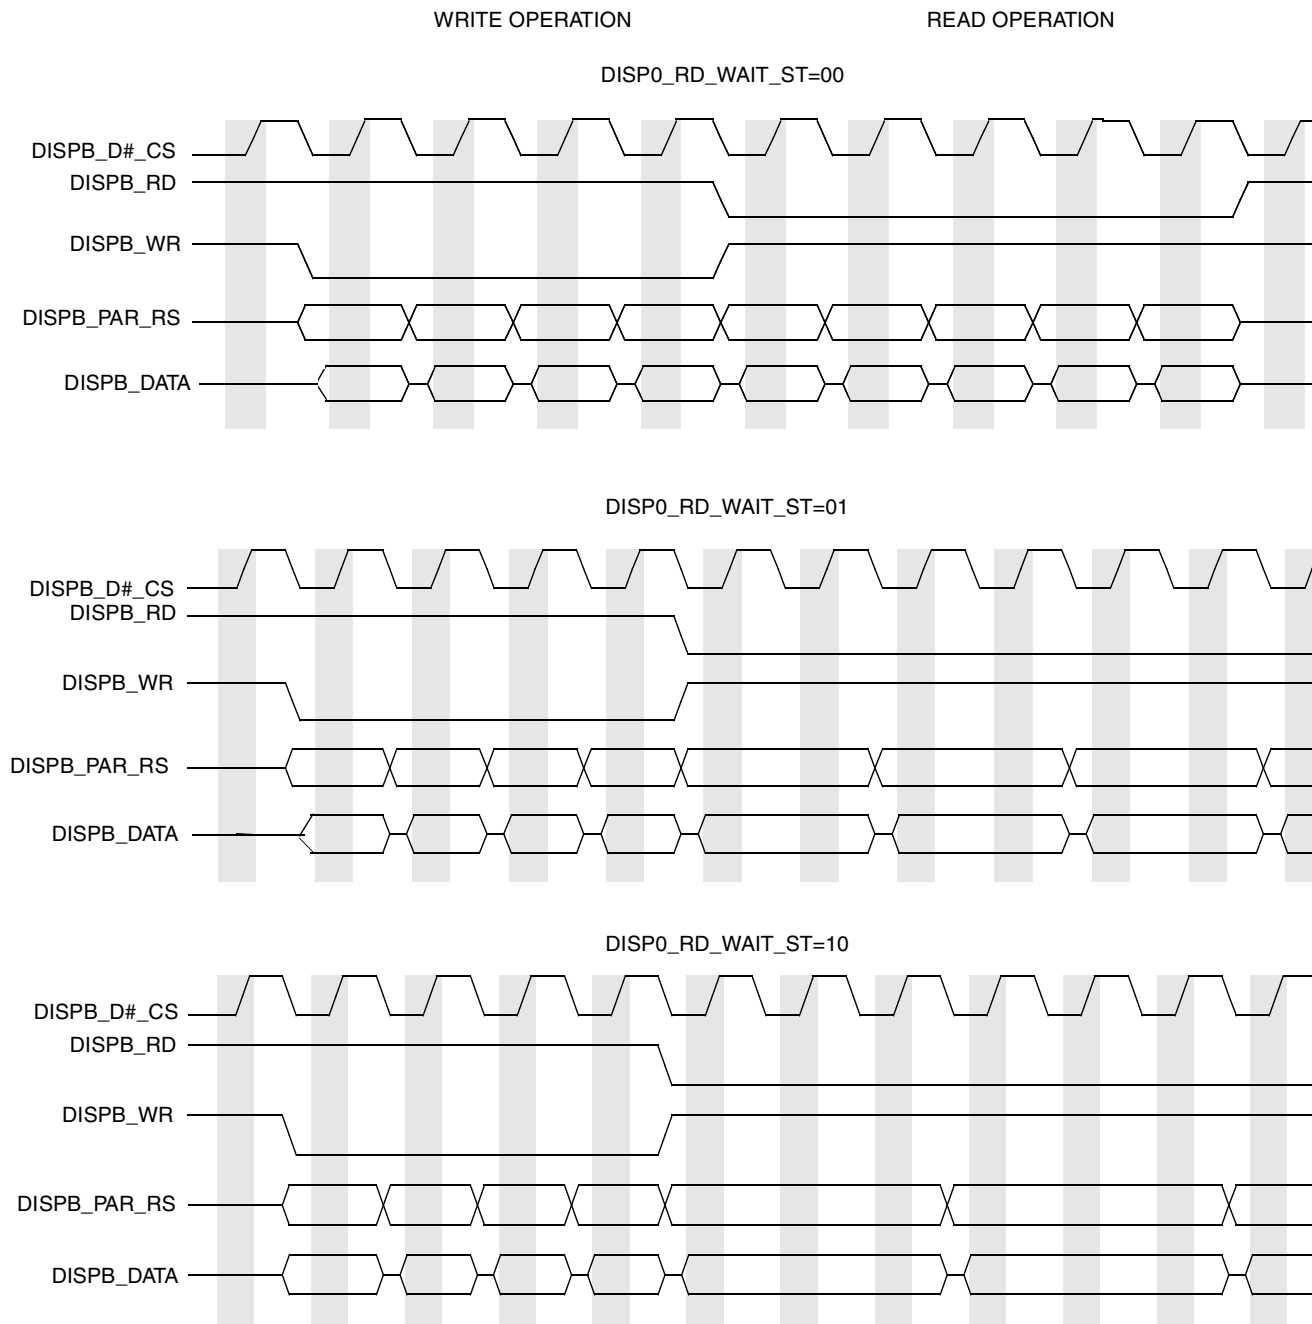 WRITE OPERATION READ OPERATION
DISP0_RD_WAIT_ST=00
DISPB_D#_CS
DISPB_RD
DISPB_WR
DISPB_PAR_RS
DISPB_DATA
DISP0_RD_WAIT_ST=01
DISPB_D#_CS
DISPB_RD
DISPB_WR
DISPB_PAR_RS
DISPB_DATA
DISP0_RD_WAIT_ST=10
DISPB_D#_CS
DISPB_RD
DISPB_WR
DISPB_PAR_RS
DISPB_DATA